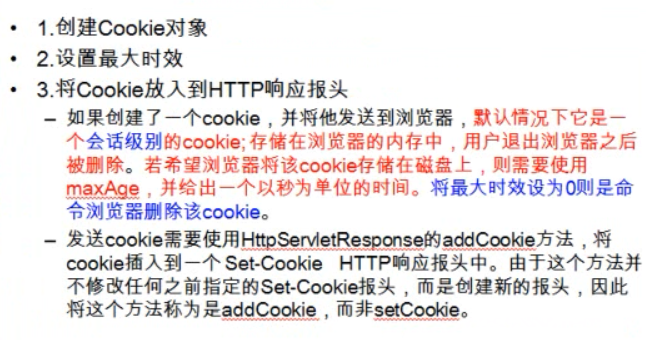 • 1.创建Cookie对象
• 2.设置最大时效
• 3.将Cookie放入到HTTP响应报头
– 如果创建了一个cookie，并将他发送到浏览器，默认情况下它是一
个会话级别的cookie;存储在浏览器的内存中，用户退出浏览器之后
被删除。若希望浏览器将该cookie存储在磁盘上，则需要使用
maxAge，并给出一个以秒为单位的时间。将最大时效设为0则是命
令浏览器删除该cookie。
– 发送cookie需要使用HttpServletResponse的addCookie方法，将
cookie插入到一个 Set-Cookie HTTP响应报头中。由于这个方法并
不修改任何之前指定的Set-Cookie报头，而是创建新的报头，因此
将这个方法称为是addCookie，而非setCookie。